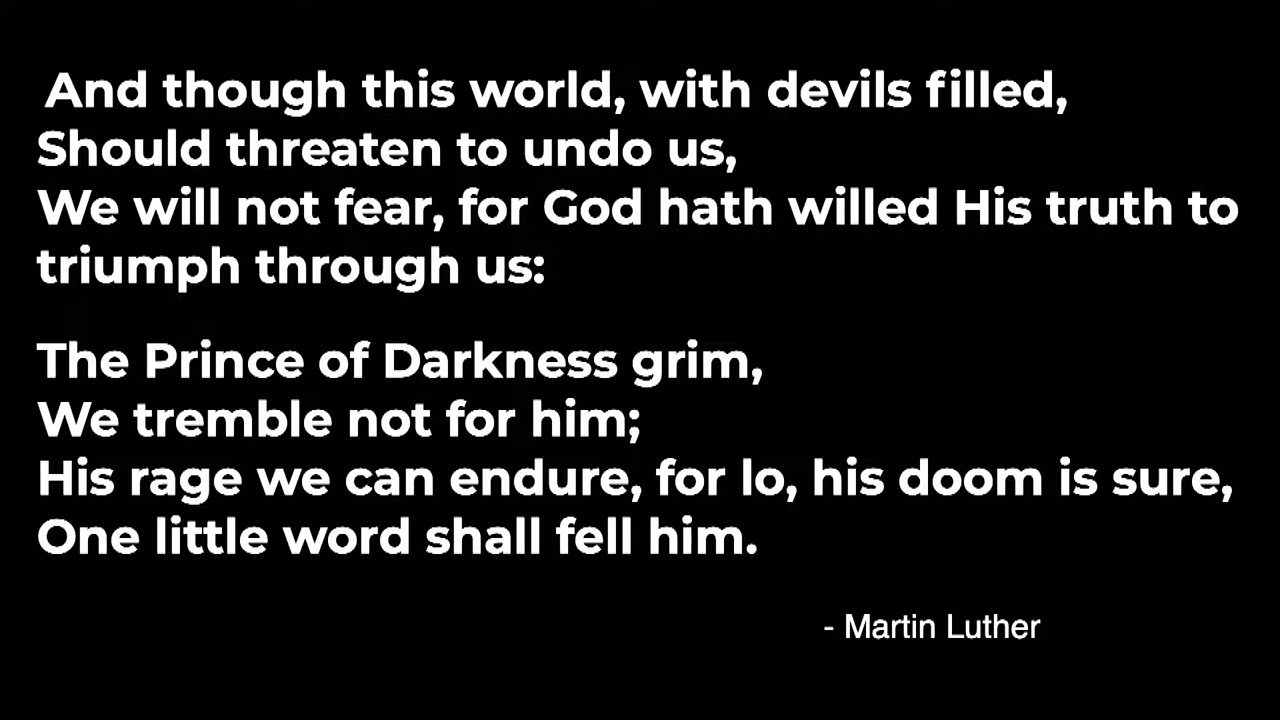 And though this world, with devils filled,
Should threaten to undo us,
We will not fear, for God hath willed His truth to
triumph through us:
The Prince of Darkness grim,
We tremble not for him;
His rage we can endure, for lo, his doom is sure,
One little word shall fell him.
- Martin Luther